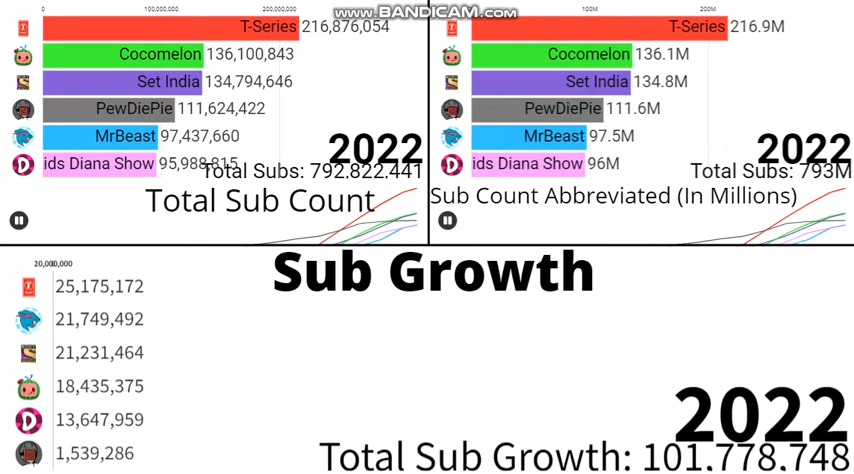 www.BANDICAM.com
0 100,000,000 200,000,000
T-Series 216,876,054
Cocomelon 136,100,843
Set India 134,794,646
PewDiePie 111,624,422
MrBeast 97,437,660
ids Diana Show 95,988,815
2022
Total Subs: 792,822,441
Total Sub Count
100M 200M
T-Series 216.9M
Cocomelon 136.1M
Set India 134.8M
PewDiePie 111.6M
MrBeast 97.5M
ids Diana Show 96M
2022
Total Subs: 793M
Sub Count Abbreviated (In Millions)
Sub Growth
25,175,172
21,749,492
21,231,464
18,435,375
13,647,959
1,539,286
2022
Total Sub Growth: 101,778,748